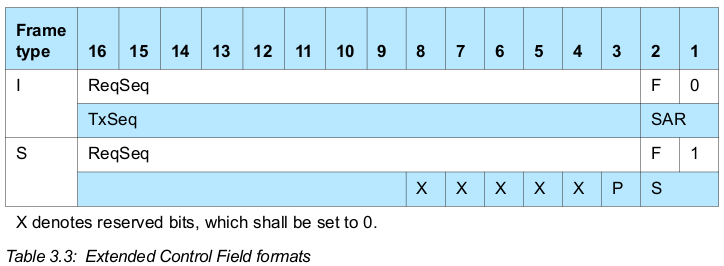 Frame type 16 15 14 13 12 11 10 9 8 7 6 5 4 3 2 1
I ReqSeq F 0
TxSeq SAR
S ReqSeq F 1
X X X X X P S
X denotes reserved bits, which shall be set to 0.
Table 3.3: Extended Control Field formats